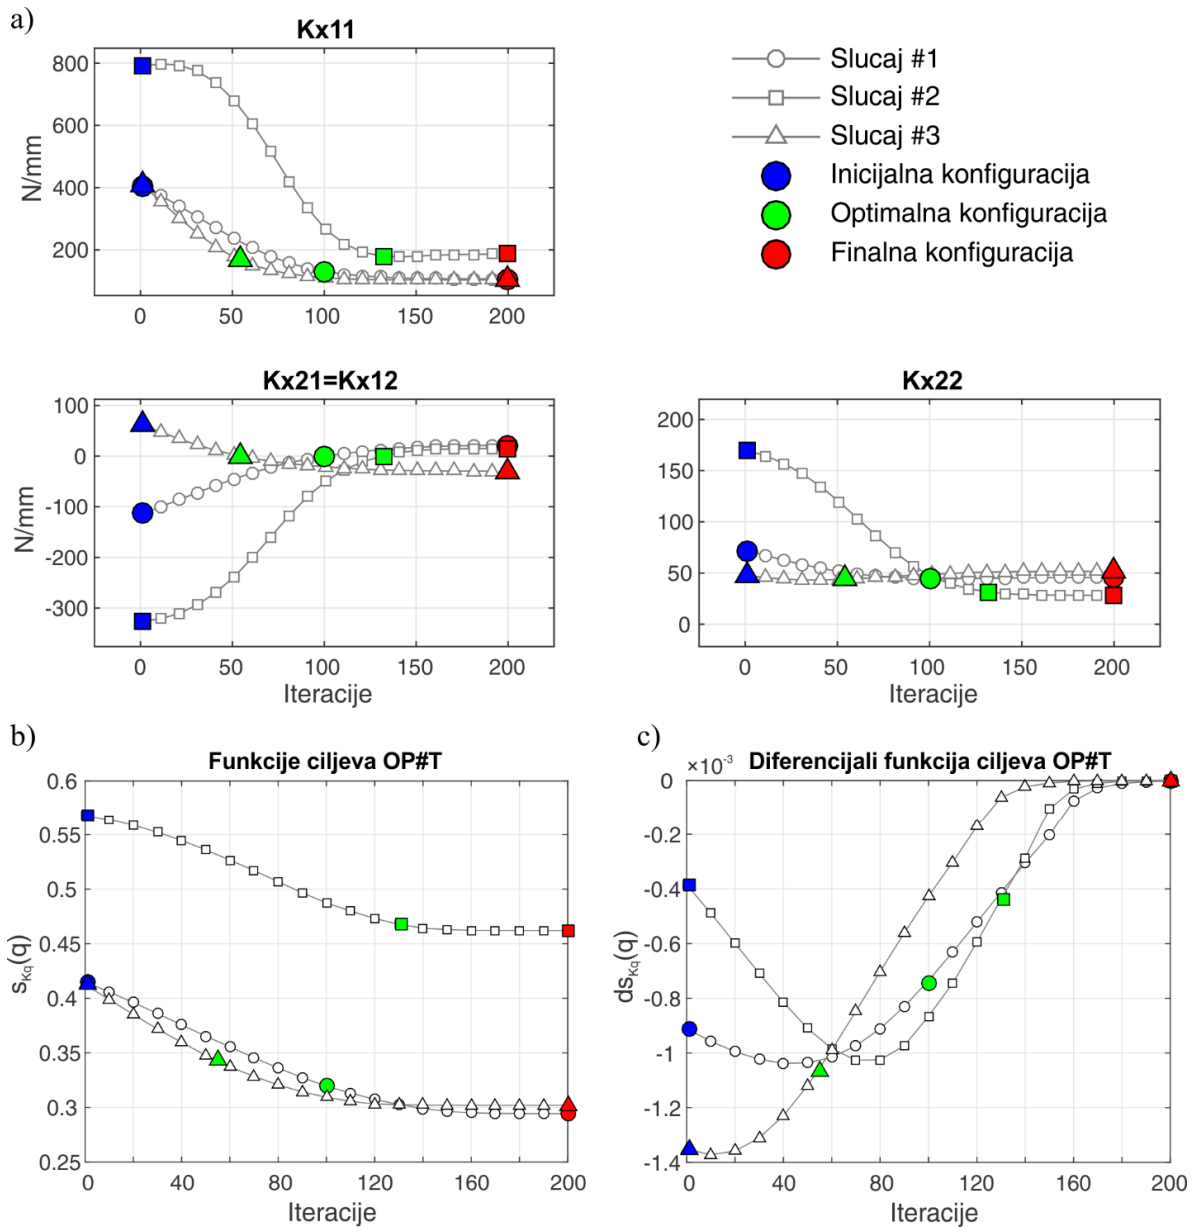 a)
Kx11
800
600
400
200
N/mm
0 50 100 150 200
Slucaj #1
Slucaj #2
Slucaj #3
Inicijalna konfiguracija
Optimalna konfiguracija
Finalna konfiguracija
Kx21=Kx12
100
0
-100
-200
-300
N/mm
0 50 100 150 200
Iteracije
Kx22
200
150
100
50
0
0 50 100 150 200
Iteracije
b)
Funkcije ciljeva OP#T
0.6
0.55
0.5
0.45
0.4
0.35
0.3
0.25
s_Kq(q)
0 40 80 120 160 200
Iteracije
c)
×10⁻³ Diferencijali funkcija ciljeva OP#T
0
-0.2
-0.4
-0.6
-0.8
-1
-1.2
-1.4
ds_Kq(q)
0 40 80 120 160 200
Iteracije